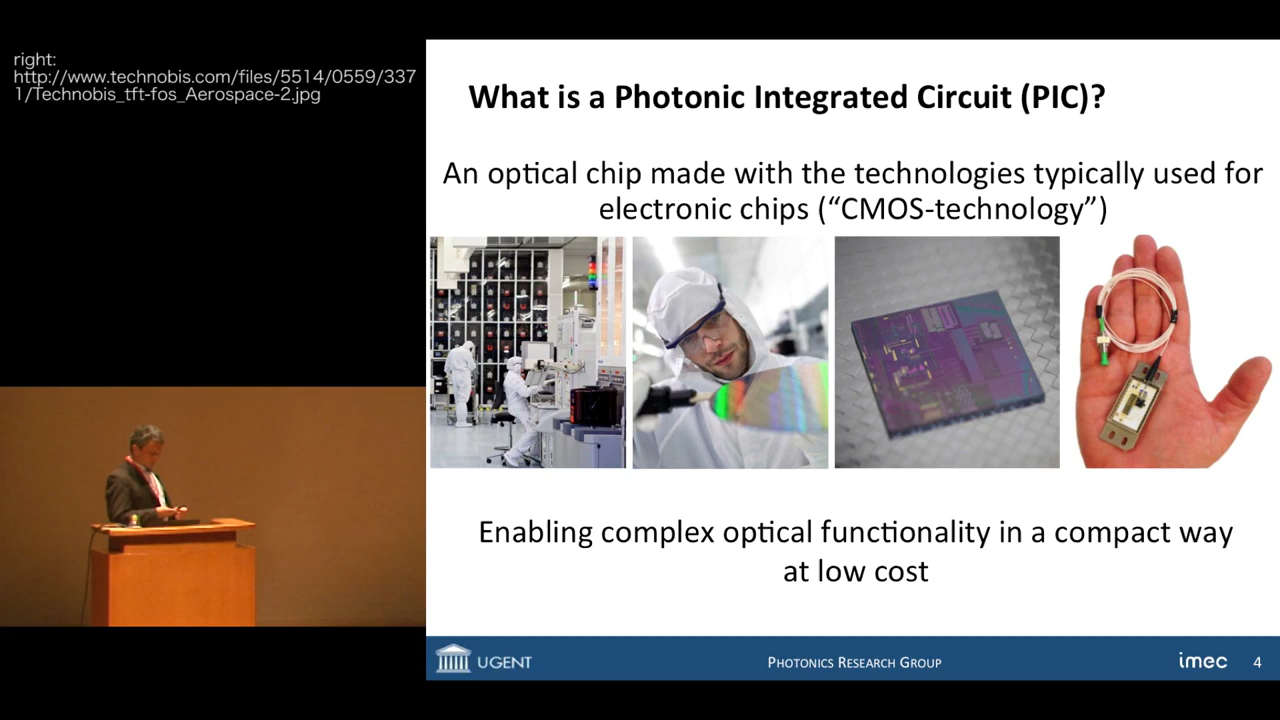 right:
http://www.technobis.com/files/5514/0559/337
1/Technobis_tft-fos_Aerospace-2.jpg
What is a Photonic Integrated Circuit (PIC)?
An optical chip made with the technologies typically used for
electronic chips (“CMOS-technology”)
Enabling complex optical functionality in a compact way
at low cost
UGENT
PHOTONICS RESEARCH GROUP
imec
4